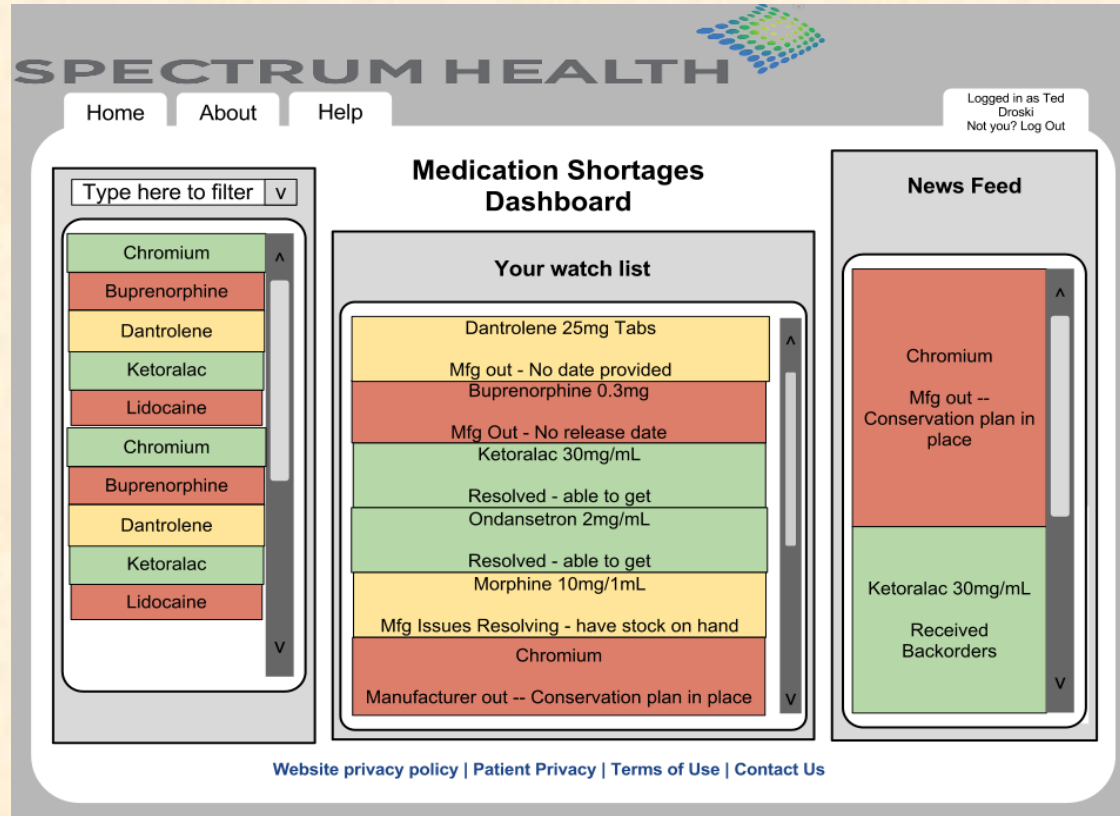 SPECTRUM HEALTH
Home
About
Help
Logged in as Ted
Droski
Not you? Log Out
Type here to filter
v
Chromium
Buprenorphine
Dantrolene
Ketoralac
Lidocaine
Chromium
Buprenorphine
Dantrolene
Ketoralac
Lidocaine
^
v
Medication Shortages
Dashboard
Your watch list
Dantrolene 25mg Tabs
Mfg out - No date provided
Buprenorphine 0.3mg
Mfg Out - No release date
Ketoralac 30mg/mL
Resolved - able to get
Ondansetron 2mg/mL
Resolved - able to get
Morphine 10mg/1mL
Mfg Issues Resolving - have stock on hand
Chromium
Manufacturer out -- Conservation plan in place
^
v
News Feed
Chromium
Mfg out --
Conservation plan in
place
Ketoralac 30mg/mL
Received
Backorders
^
v
Website privacy policy | Patient Privacy | Terms of Use | Contact Us